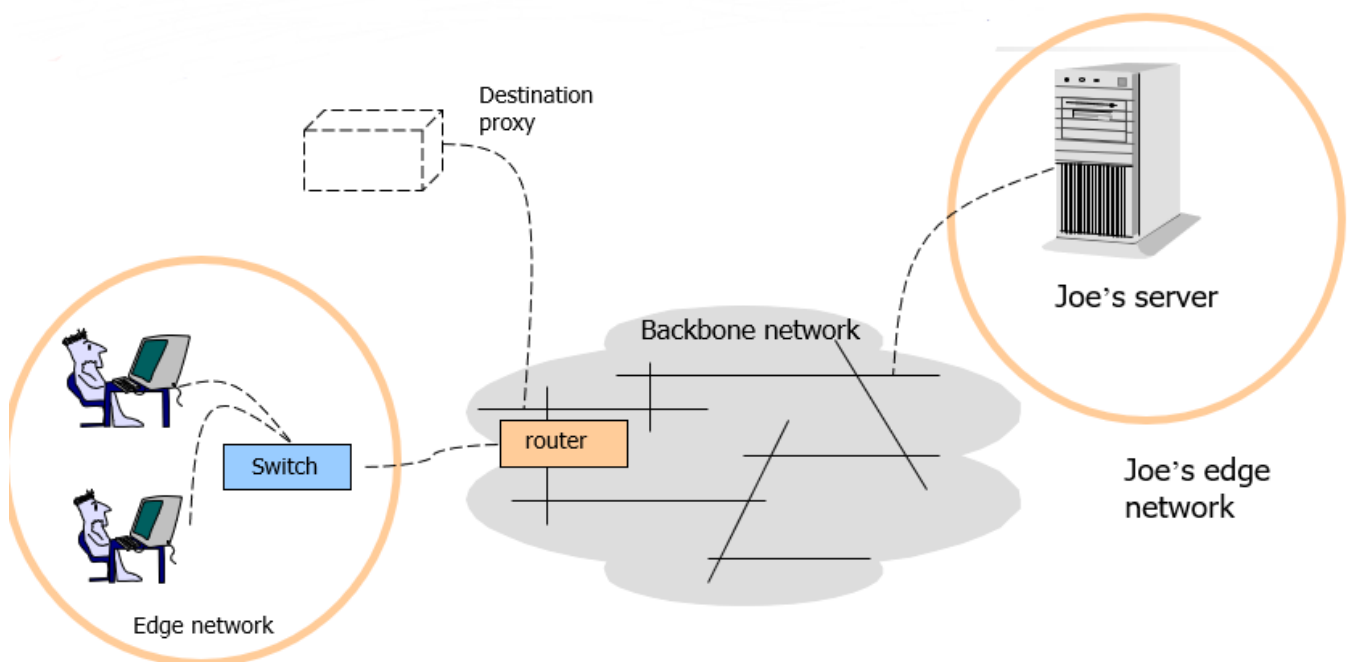 Destination
proxy
Joe’s server
Backbone network
router
Switch
Joe’s edge
network
Edge network